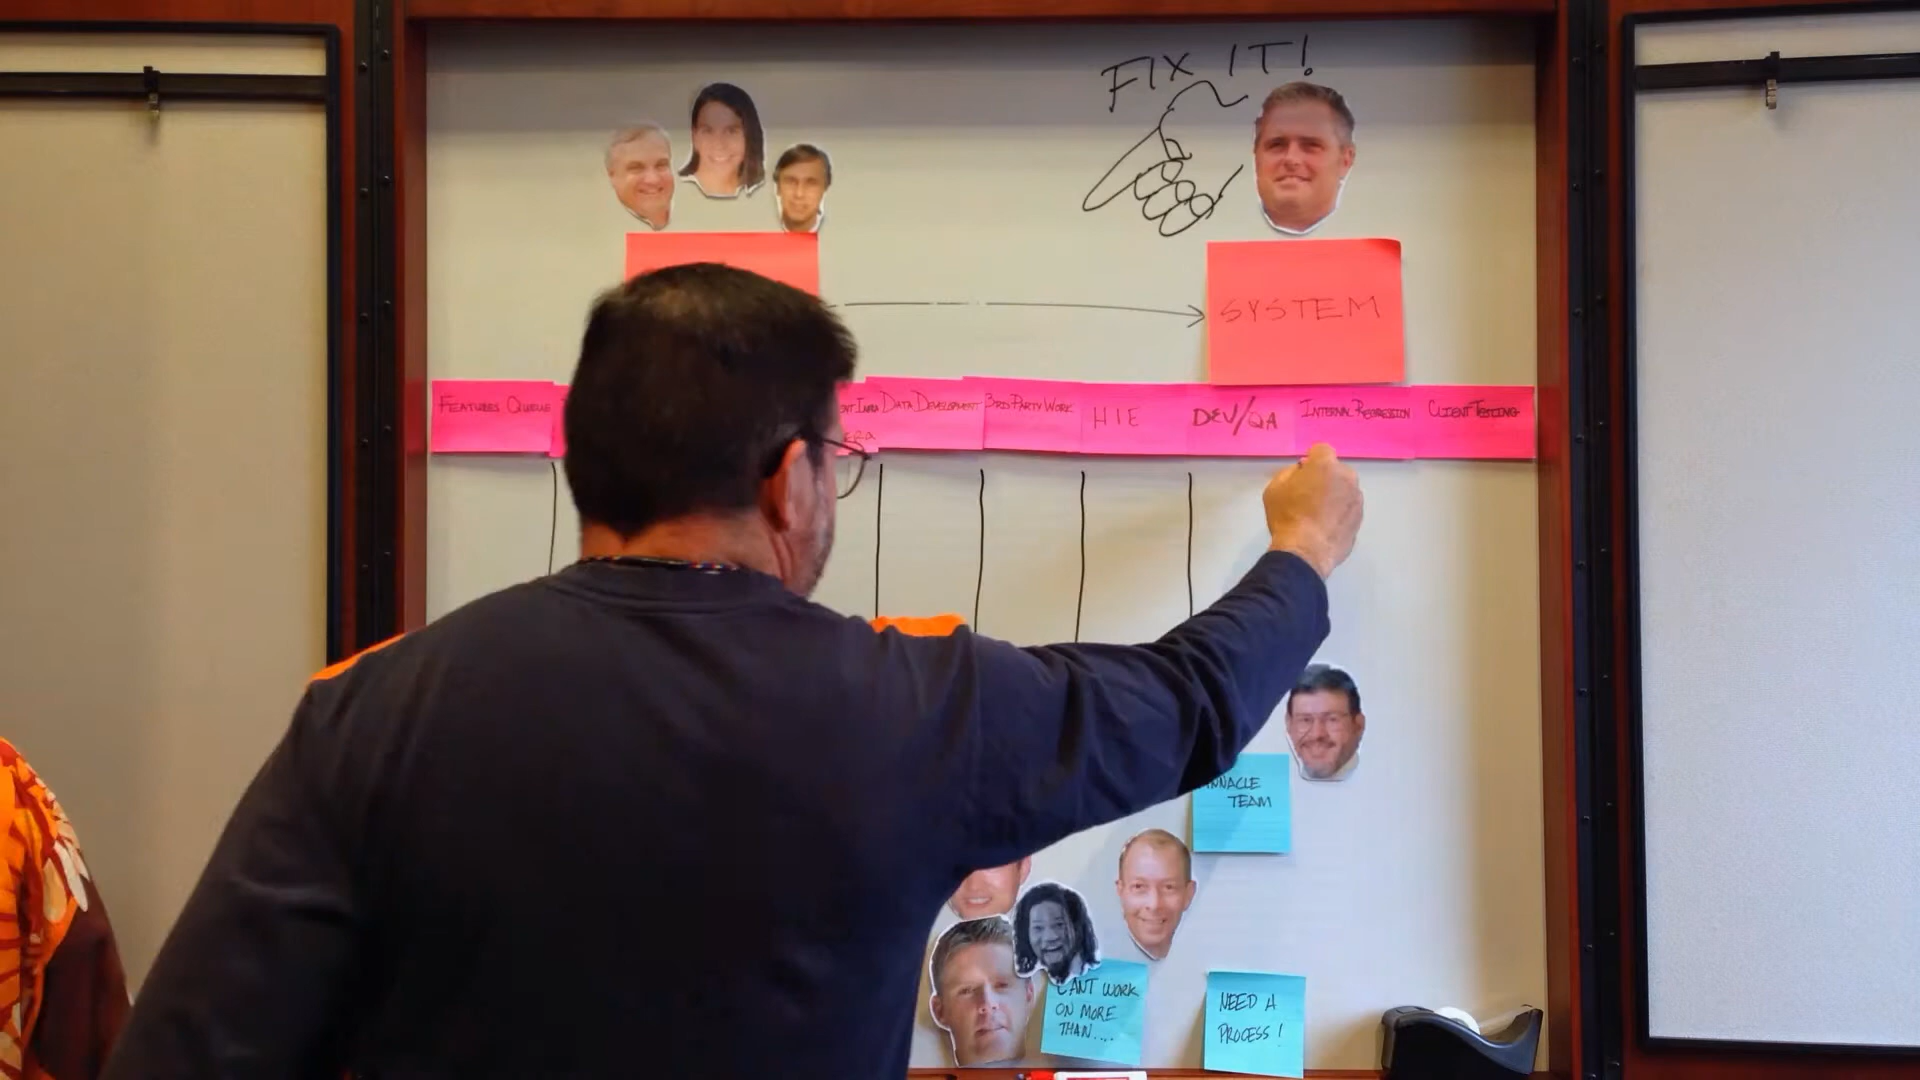 FIX IT!
SYSTEM
FEATURES QUEUE
DATA DEVELOPMENT
3RD PARTY WORK
HIE
DEV/QA
INTERNAL REGRESSION
CLIENT TESTING
TEAM
CANT WORK
ON MORE
THAN....
NEED A
PROCESS!